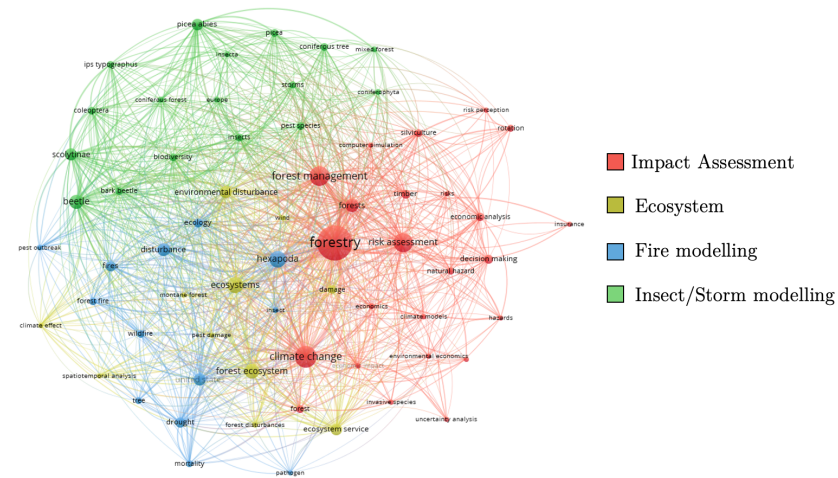 picea abies
picea
insecta
coniferous tree
mixed forest
ips typographus
storms
coniferophyta
coniferous forest
europe
coleoptera
risk perception
pest species
rotation
silviculture
insects
computer simulation
scolytinae
biodiversity
forest management
bark beetle
environmental disturbance
timber
risks
beetle
forests
wind
economic analysis
ecology
insurance
pest outbreak
disturbance
forestry
risk assessment
hexapoda
decision making
fires
natural hazard
ecosystems
montane forest
damage
forest fire
insect
economics
climate models
hazards
climate effect
wildfire
pest damage
climate change
environmental economics
forest ecosystem
spatiotemporal analysis
united states
tree
invasive species
forest
drought
forest disturbances
ecosystem service
uncertainty analysis
mortality
pathogen
Impact Assessment
Ecosystem
Fire modelling
Insect/Storm modelling